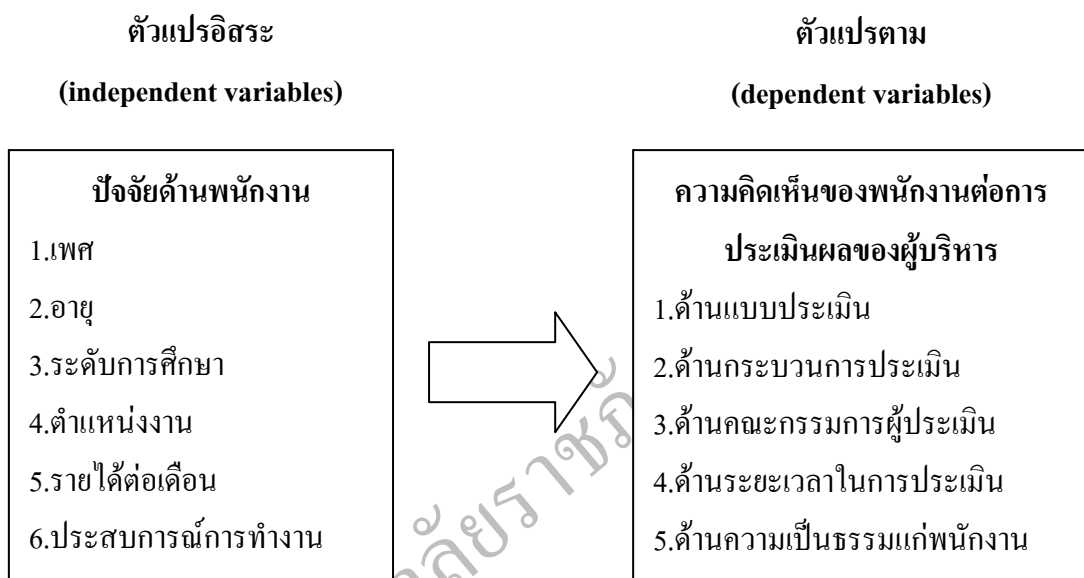 ตัวแปรอิสระ
(independent variables)
ปัจจัยด้านพนักงาน
1.เพศ
2.อายุ
3.ระดับการศึกษา
4.ตำแหน่งงาน
5.รายได้ต่อเดือน
6.ประสบการณ์การทำงาน
ตัวแปรตาม
(dependent variables)
ความคิดเห็นของพนักงานต่อการ
ประเมินผลของผู้บริหาร
1.ด้านแบบประเมิน
2.ด้านกระบวนการประเมิน
3.ด้านคณะกรรมการผู้ประเมิน
4.ด้านระยะเวลาในการประเมิน
5.ด้านความเป็นธรรมแก่พนักงาน